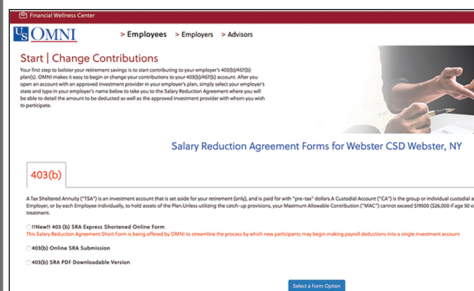 Financial Wellness Center
US OMNI
> Employees > Employers > Advisors
Start | Change Contributions
Your first step to bolster your retirement savings is to start contributing to your employer's 403(b)/457(b)
plan(s). OMNI makes it easy to begin or change your contributions to your 403(b)/457(b) account. After you
open an account with an approved investment provider in your employer's plan, simply select your employer's
state and type in your employer's name below to take you to the Salary Reduction Agreement where you will
be able to detail the amount to be deducted as well as the approved investment provider with whom you wish
to participate.
Salary Reduction Agreement Forms for Webster CSD Webster, NY
403(b)
A Tax Sheltered Annuity ("TSA") is an investment account that is set aside for your retirement (only), and is paid for with "pre-tax" dollars.A Custodial Account ("CA") is the group or individual custodial a
Employer, or by each Employee individually, to hold assets of the Plan.Unless utilizing the catch-up provisions, your Maximum Allowable Contribution ("MAC") cannot exceed $19500 ($26,000 if age 50 o
treatment.
!!New!! 403 (b) SRA Express Shortened Online Form
This Salary Reduction Agreement Short Form is being offered by OMNI to streamline the process by which new participants may begin making payroll deductions into a single investment account
403(b) Online SRA Submission
403(b) SRA PDF Downloadable Version
Select a Form Option